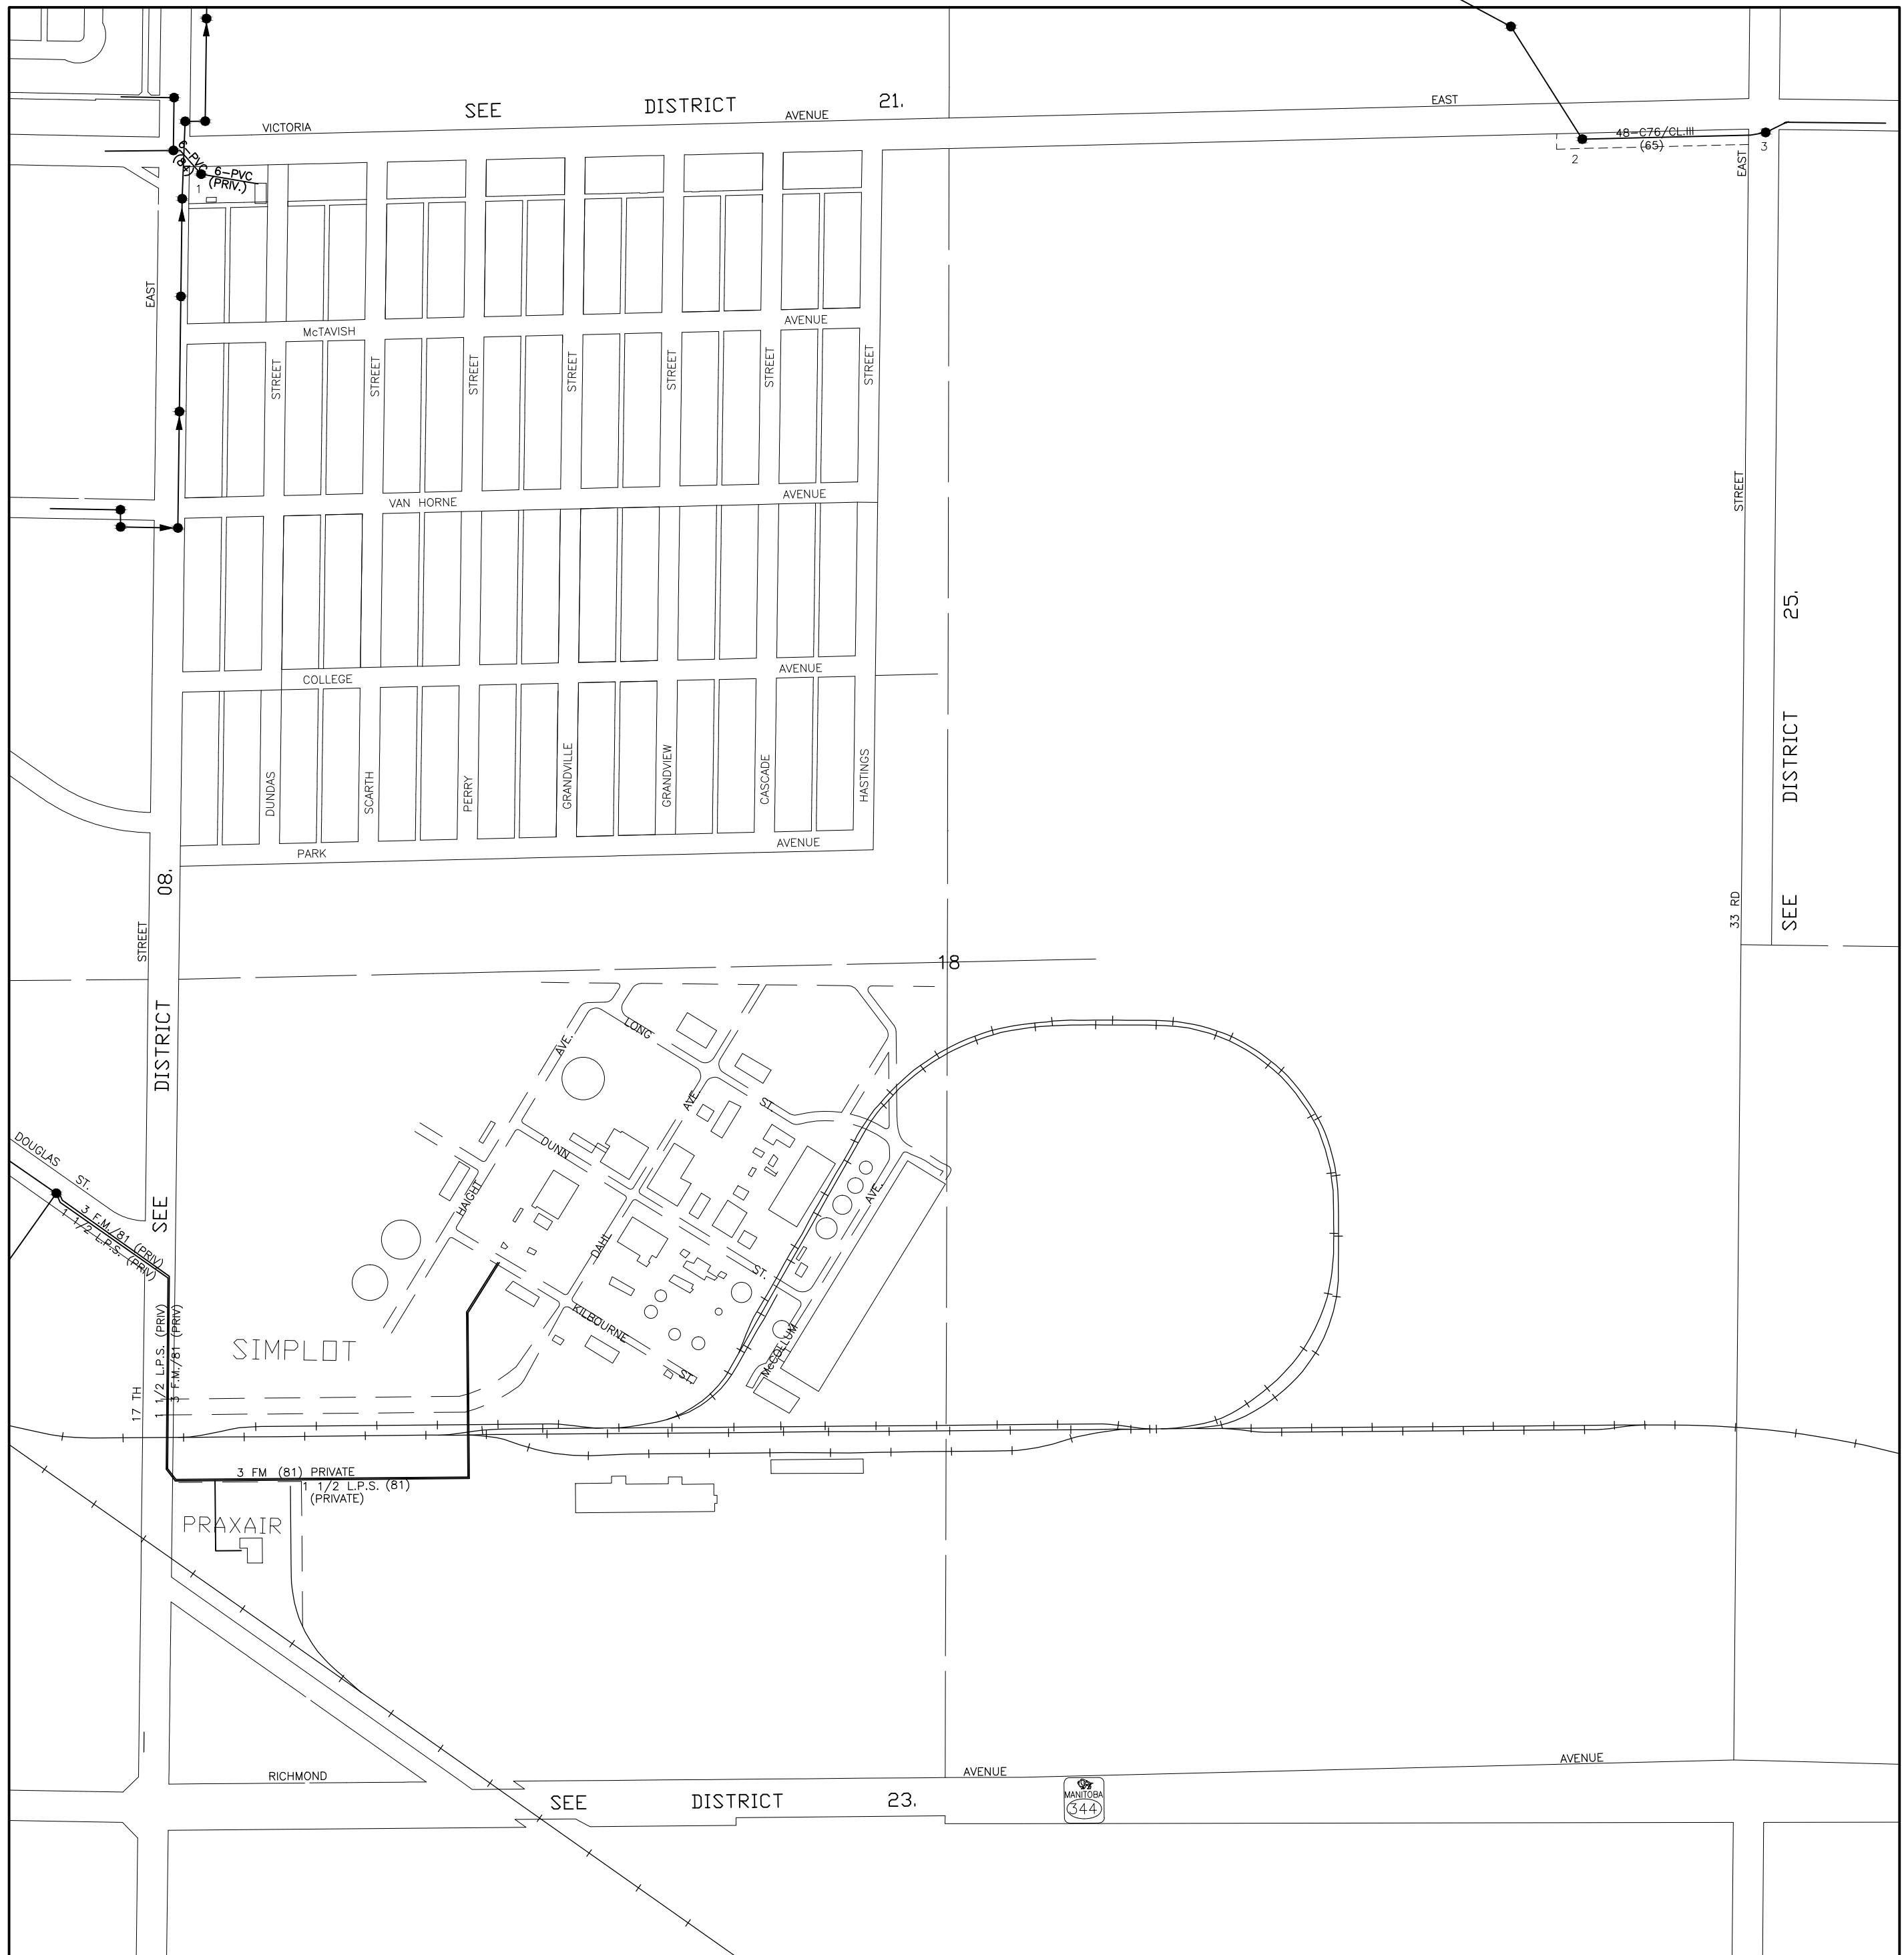 SEE DISTRICT 21.
VICTORIA AVENUE EAST
6-PVC
(84)
6-PVC
(PRIV.)
1
48-C76/CL.III
(65)
2
3
EAST
EAST
McTAVISH AVENUE
STREET
STREET
STREET
STREET
STREET
STREET
STREET
VAN HORNE AVENUE
STREET
SEE DISTRICT 25.
COLLEGE AVENUE
DUNDAS
SCARTH
PERRY
GRANDVILLE
GRANDVIEW
CASCADE
HASTINGS
PARK AVENUE
SEE DISTRICT 08.
STREET
33 RD
18
LONG
ST.
AVE.
AVE.
DUNN
ST.
HAIGHT
DAHL
AVE.
McCOLLUM
KILBOURNE
ST.
DOUGLAS ST.
3 F.M./81 (PRIV)
1 1/2 L.P.S. (PRIV)
1 1/2 L.P.S. (PRIV)
3 F.M./81 (PRIV)
SIMPLOT
17 TH
3 FM (81) PRIVATE
1 1/2 L.P.S. (81)
(PRIVATE)
PRAXAIR
RICHMOND AVENUE AVENUE
SEE DISTRICT 23.
MANITOBA
344